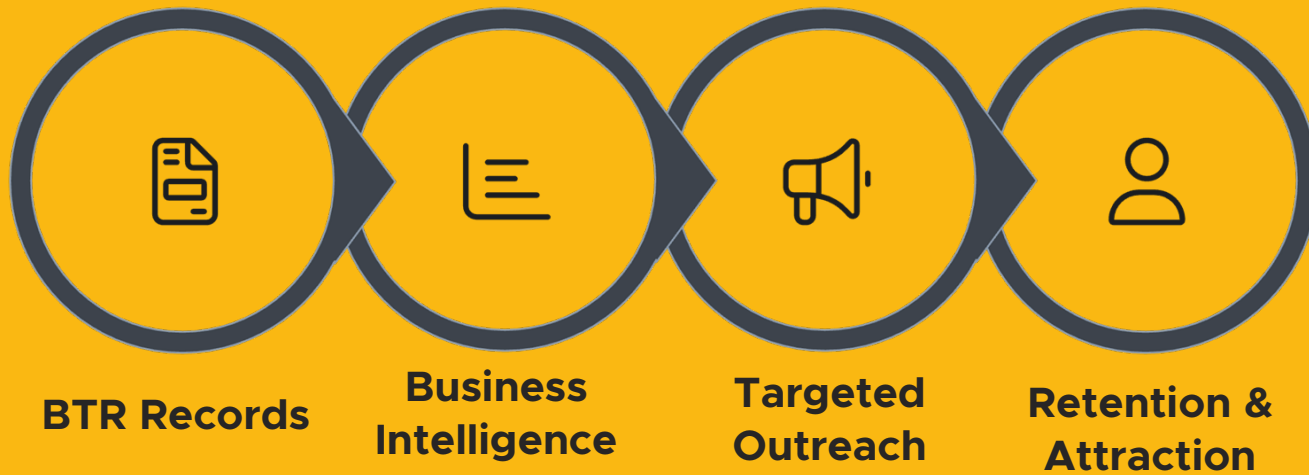 BTR Records
Business
Intelligence
Targeted
Outreach
Retention &
Attraction